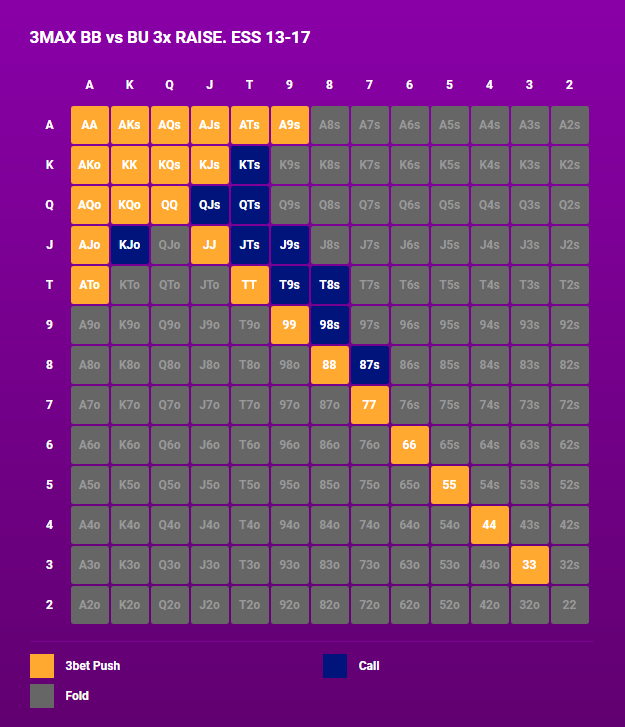 3MAX BB vs BU 3x RAISE. ESS 13-17
A K Q J T 9 8 7 6 5 4 3 2
A AA AKs AQs AJs ATs A9s A8s A7s A6s A5s A4s A3s A2s
K AKo KK KQs KJs KTs K9s K8s K7s K6s K5s K4s K3s K2s
Q AQo KQo QQ QJs QTs Q9s Q8s Q7s Q6s Q5s Q4s Q3s Q2s
J AJo KJo QJo JJ JTs J9s J8s J7s J6s J5s J4s J3s J2s
T ATo KTo QTo JTo TT T9s T8s T7s T6s T5s T4s T3s T2s
9 A9o K9o Q9o J9o T9o 99 98s 97s 96s 95s 94s 93s 92s
8 A8o K8o Q8o J8o T8o 98o 88 87s 86s 85s 84s 83s 82s
7 A7o K7o Q7o J7o T7o 97o 87o 77 76s 75s 74s 73s 72s
6 A6o K6o Q6o J6o T6o 96o 86o 76o 66 65s 64s 63s 62s
5 A5o K5o Q5o J5o T5o 95o 85o 75o 65o 55 54s 53s 52s
4 A4o K4o Q4o J4o T4o 94o 84o 74o 64o 54o 44 43s 42s
3 A3o K3o Q3o J3o T3o 93o 83o 73o 63o 53o 43o 33 32s
2 A2o K2o Q2o J2o T2o 92o 82o 72o 62o 52o 42o 32o 22
3bet Push Call
Fold